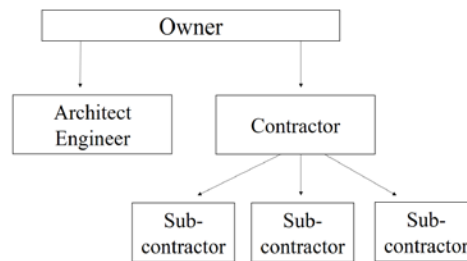 Owner
Architect
Engineer
Contractor
Sub-
contractor
Sub-
contractor
Sub-
contractor